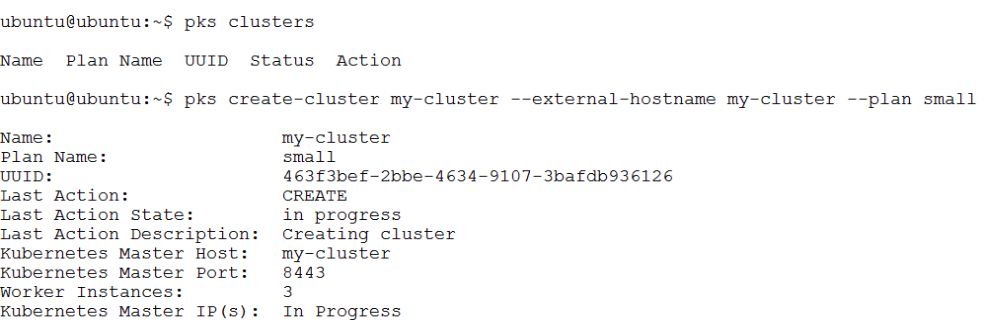 ubuntu@ubuntu:~$ pks clusters
Name  Plan Name  UUID  Status  Action
ubuntu@ubuntu:~$ pks create-cluster my-cluster --external-hostname my-cluster --plan small
Name:                     my-cluster
Plan Name:                small
UUID:                     463f3bef-2bbe-4634-9107-3bafdb936126
Last Action:              CREATE
Last Action State:        in progress
Last Action Description:  Creating cluster
Kubernetes Master Host:   my-cluster
Kubernetes Master Port:   8443
Worker Instances:         3
Kubernetes Master IP(s):  In Progress